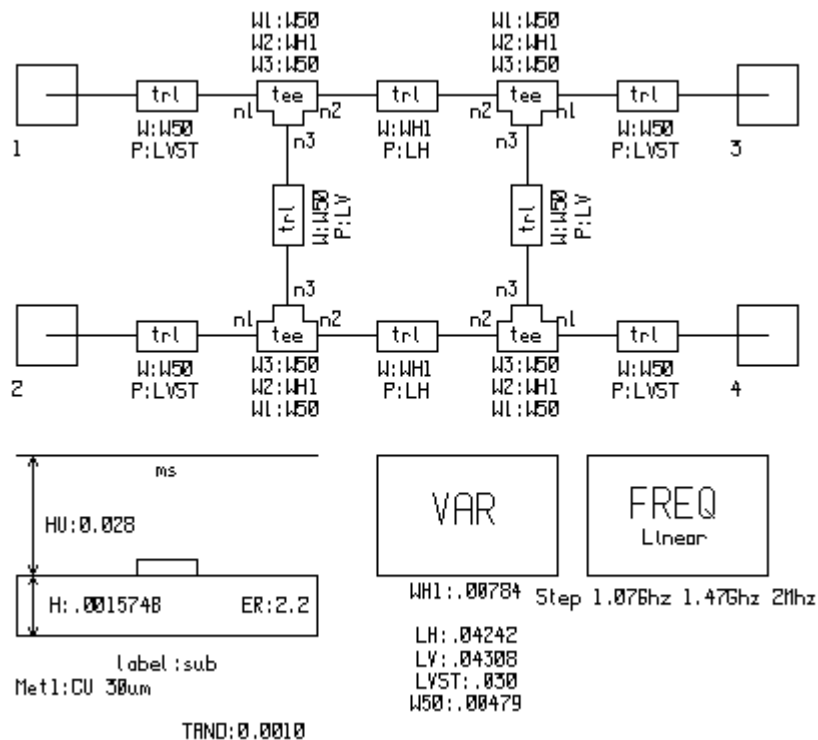 W1:W50
W2:WH1
W3:W50
W1:W50
W2:WH1
W3:W50
trl
n1
tee
n2
trl
n2
tee
n1
trl
1
W:W50
P:LVST
n3
W:WH1
P:LH
n3
W:W50
P:LVST
3
trl
W:W50
P:LV
trl
W:W50
P:LV
n3
n3
trl
n1
tee
n2
trl
n2
tee
n1
trl
2
W:W50
P:LVST
W3:W50
W2:WH1
W1:W50
W:WH1
P:LH
W3:W50
W2:WH1
W1:W50
W:W50
P:LVST
4
ms
HU:0.028
H:.0015748
ER:2.2
label:sub
Met1:CU 30um
TAND:0.0010
VAR
WH1:.00784
LH:.04242
LV:.04308
LVST:.030
W50:.00479
FREQ
Linear
Step 1.07Ghz 1.47Ghz 2Mhz